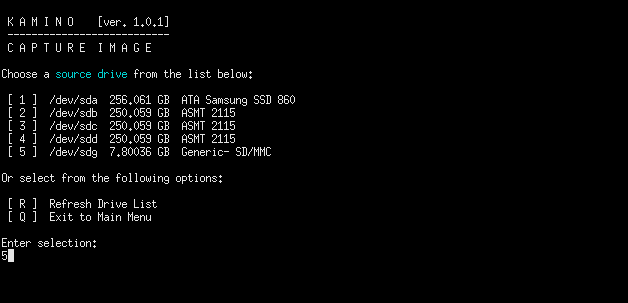 K A M I N O [ver. 1.0.1]
---------------------------
C A P T U R E I M A G E
Choose a source drive from the list below:
[ 1 ] /dev/sda 256.061 GB ATA Samsung SSD 860
[ 2 ] /dev/sdb 250.059 GB ASMT 2115
[ 3 ] /dev/sdc 250.059 GB ASMT 2115
[ 4 ] /dev/sdd 250.059 GB ASMT 2115
[ 5 ] /dev/sdg 7.80036 GB Generic- SD/MMC
Or select from the following options:
[ R ] Refresh Drive List
[ Q ] Exit to Main Menu
Enter selection:
5